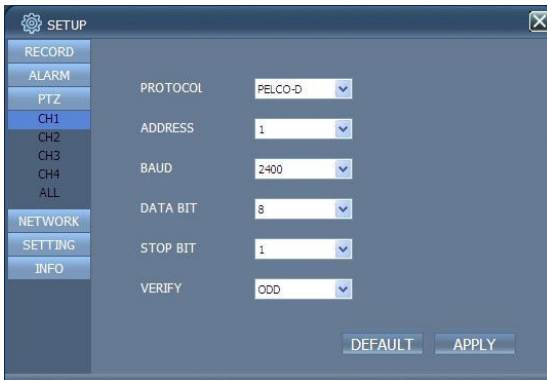 SETUP
RECORD
ALARM
PTZ
CH1
CH2
CH3
CH4
ALL
NETWORK
SETTING
INFO
PROTOCOL PELCO-D
ADDRESS 1
BAUD 2400
DATA BIT 8
STOP BIT 1
VERIFY ODD
DEFAULT APPLY